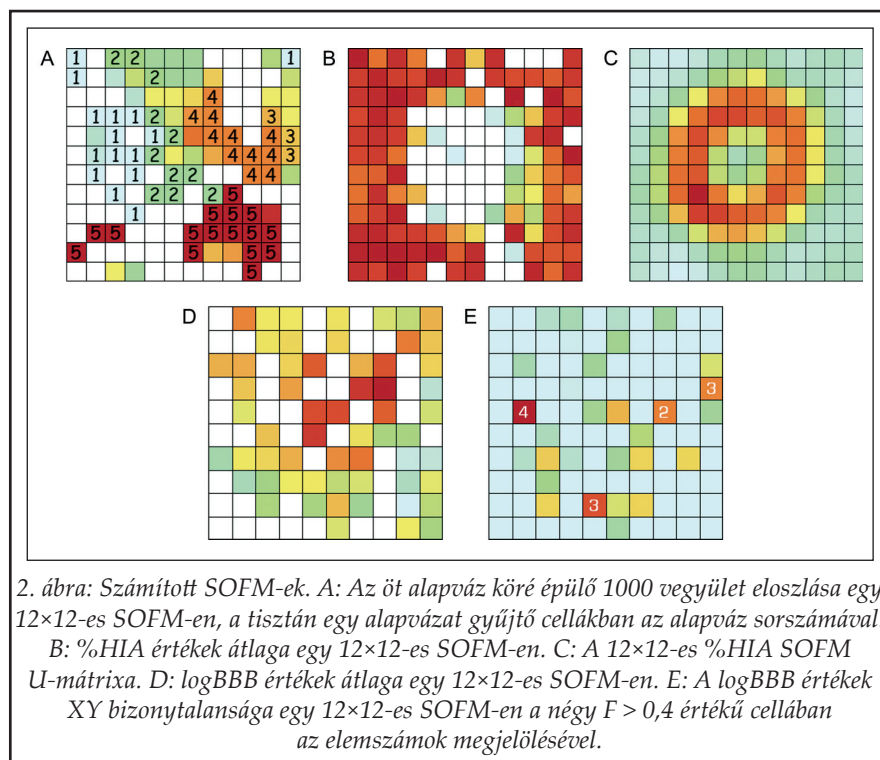 A
1 2 2 1
1 2
4
1 1 1 2 4 4 3
1 1 2 4 4 4 3
1 1 1 2 4 4 4 3
1 1 2 2 4 4
1 2 2 2 5
1 5 5 5
5 5 5 5 5 5 5
5 5 5 5
5
B
C
D
E
3
4 2
3
2. ábra: Számított SOFM-ek. A: Az öt alapváz köré épülő 1000 vegyület eloszlása egy
12×12-es SOFM-en, a tisztán egy alapvázat gyűjtő cellákban az alapváz sorszámával.
B: %HIA értékek átlaga egy 12×12-es SOFM-en. C: A 12×12-es %HIA SOFM
U-mátrixa. D: logBBB értékek átlaga egy 12×12-es SOFM-en. E: A logBBB értékek
XY bizonytalansága egy 12×12-es SOFM-en a négy F > 0,4 értékű cellában
az elemszámok megjelölésével.